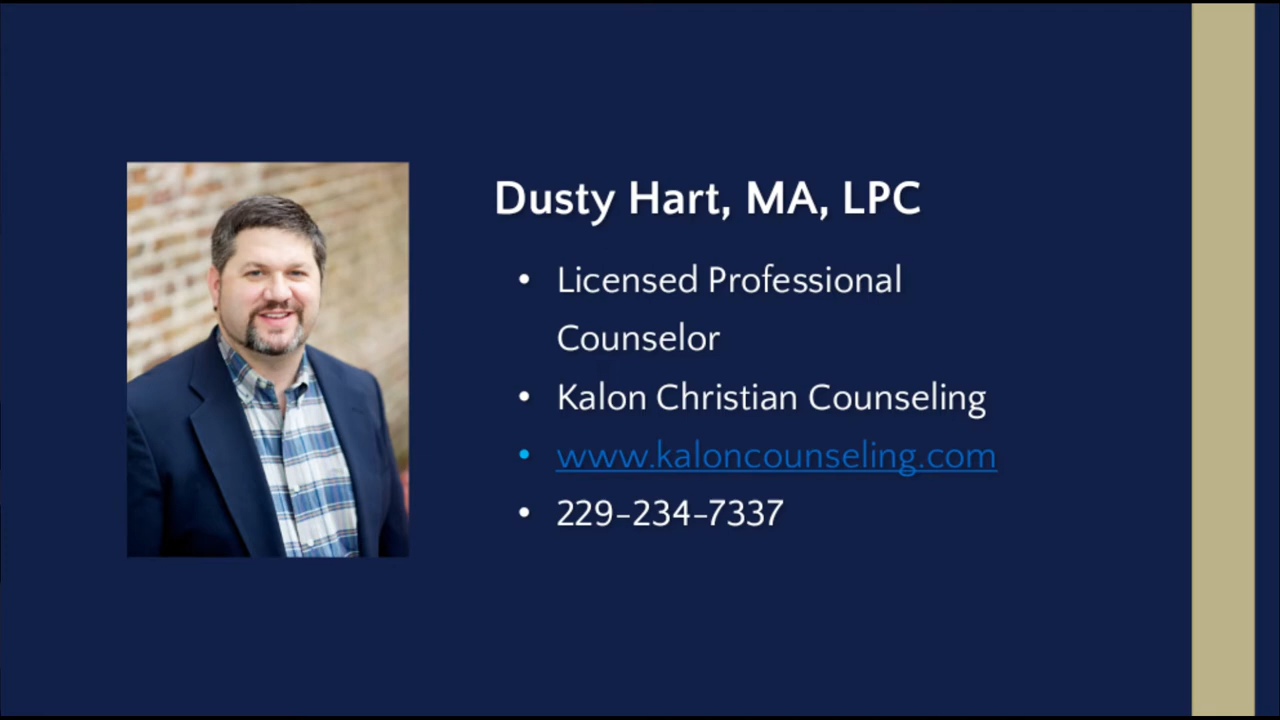 Dusty Hart, MA, LPC
• Licensed Professional
Counselor
• Kalon Christian Counseling
• www.kaloncounseling.com
• 229-234-7337